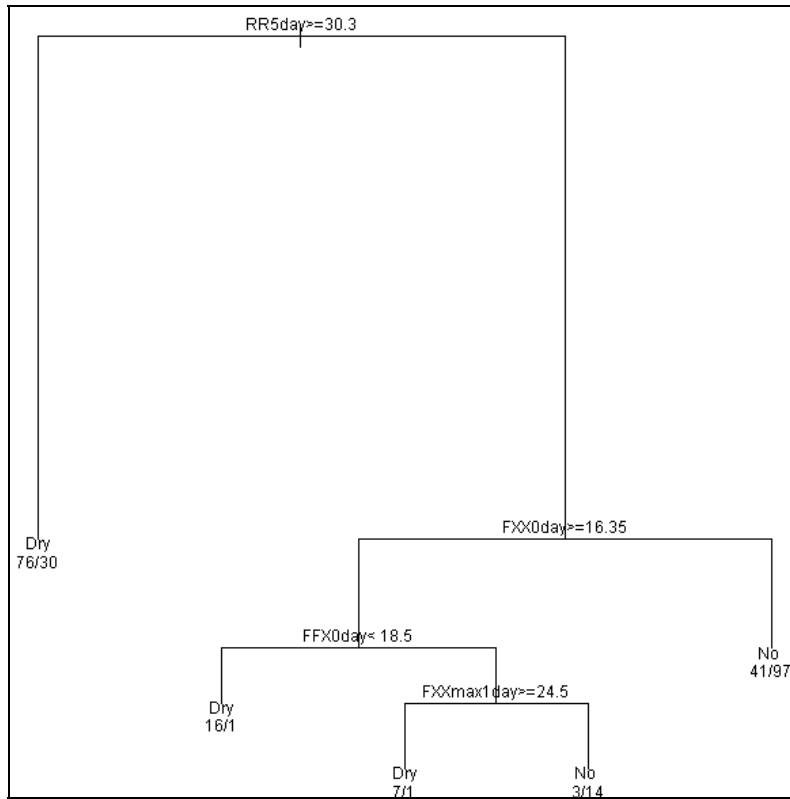 RR5day>=30.3
Dry
76/30
FXX0day>=16.35
FFX0day< 18.5
No
41/97
Dry
16/1
FXXmax1day>=24.5
Dry
7/1
No
3/14